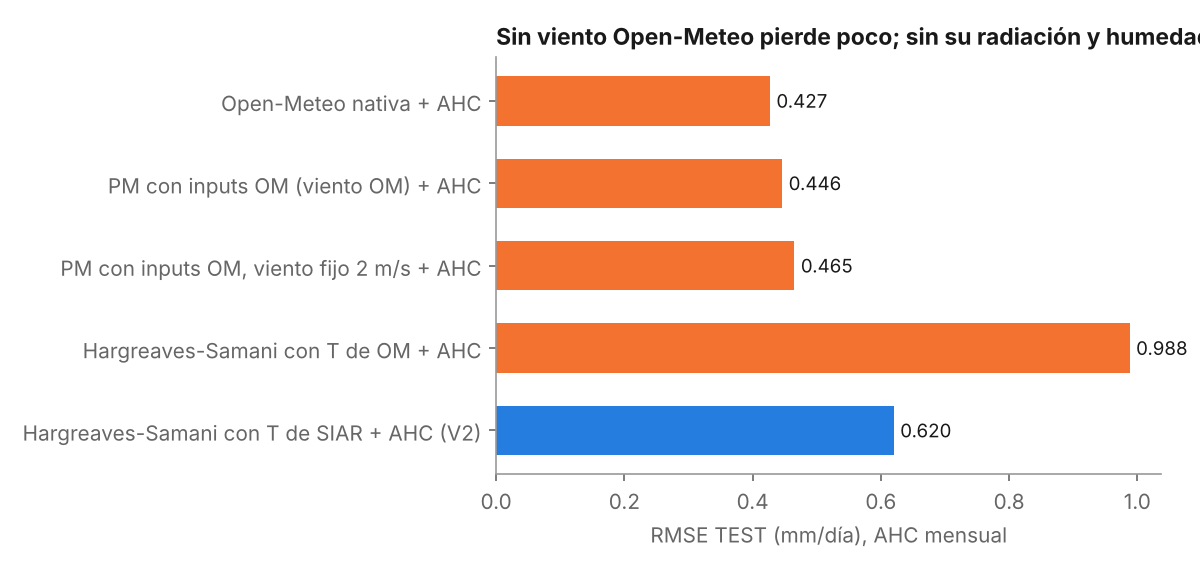 Sin viento Open-Meteo pierde poco; sin su radiación y
Open-Meteo nativa + AHC
0.427
PM con inputs OM (viento OM) + AHC
0.446
PM con inputs OM, viento fijo 2 m/s + AHC
0.465
Hargreaves-Samani con T de OM + AHC
0.988
Hargreaves-Samani con T de SIAR + AHC (V2)
0.620
0.0 0.2 0.4 0.6 0.8 1.0
RMSE TEST (mm/día), AHC mensual